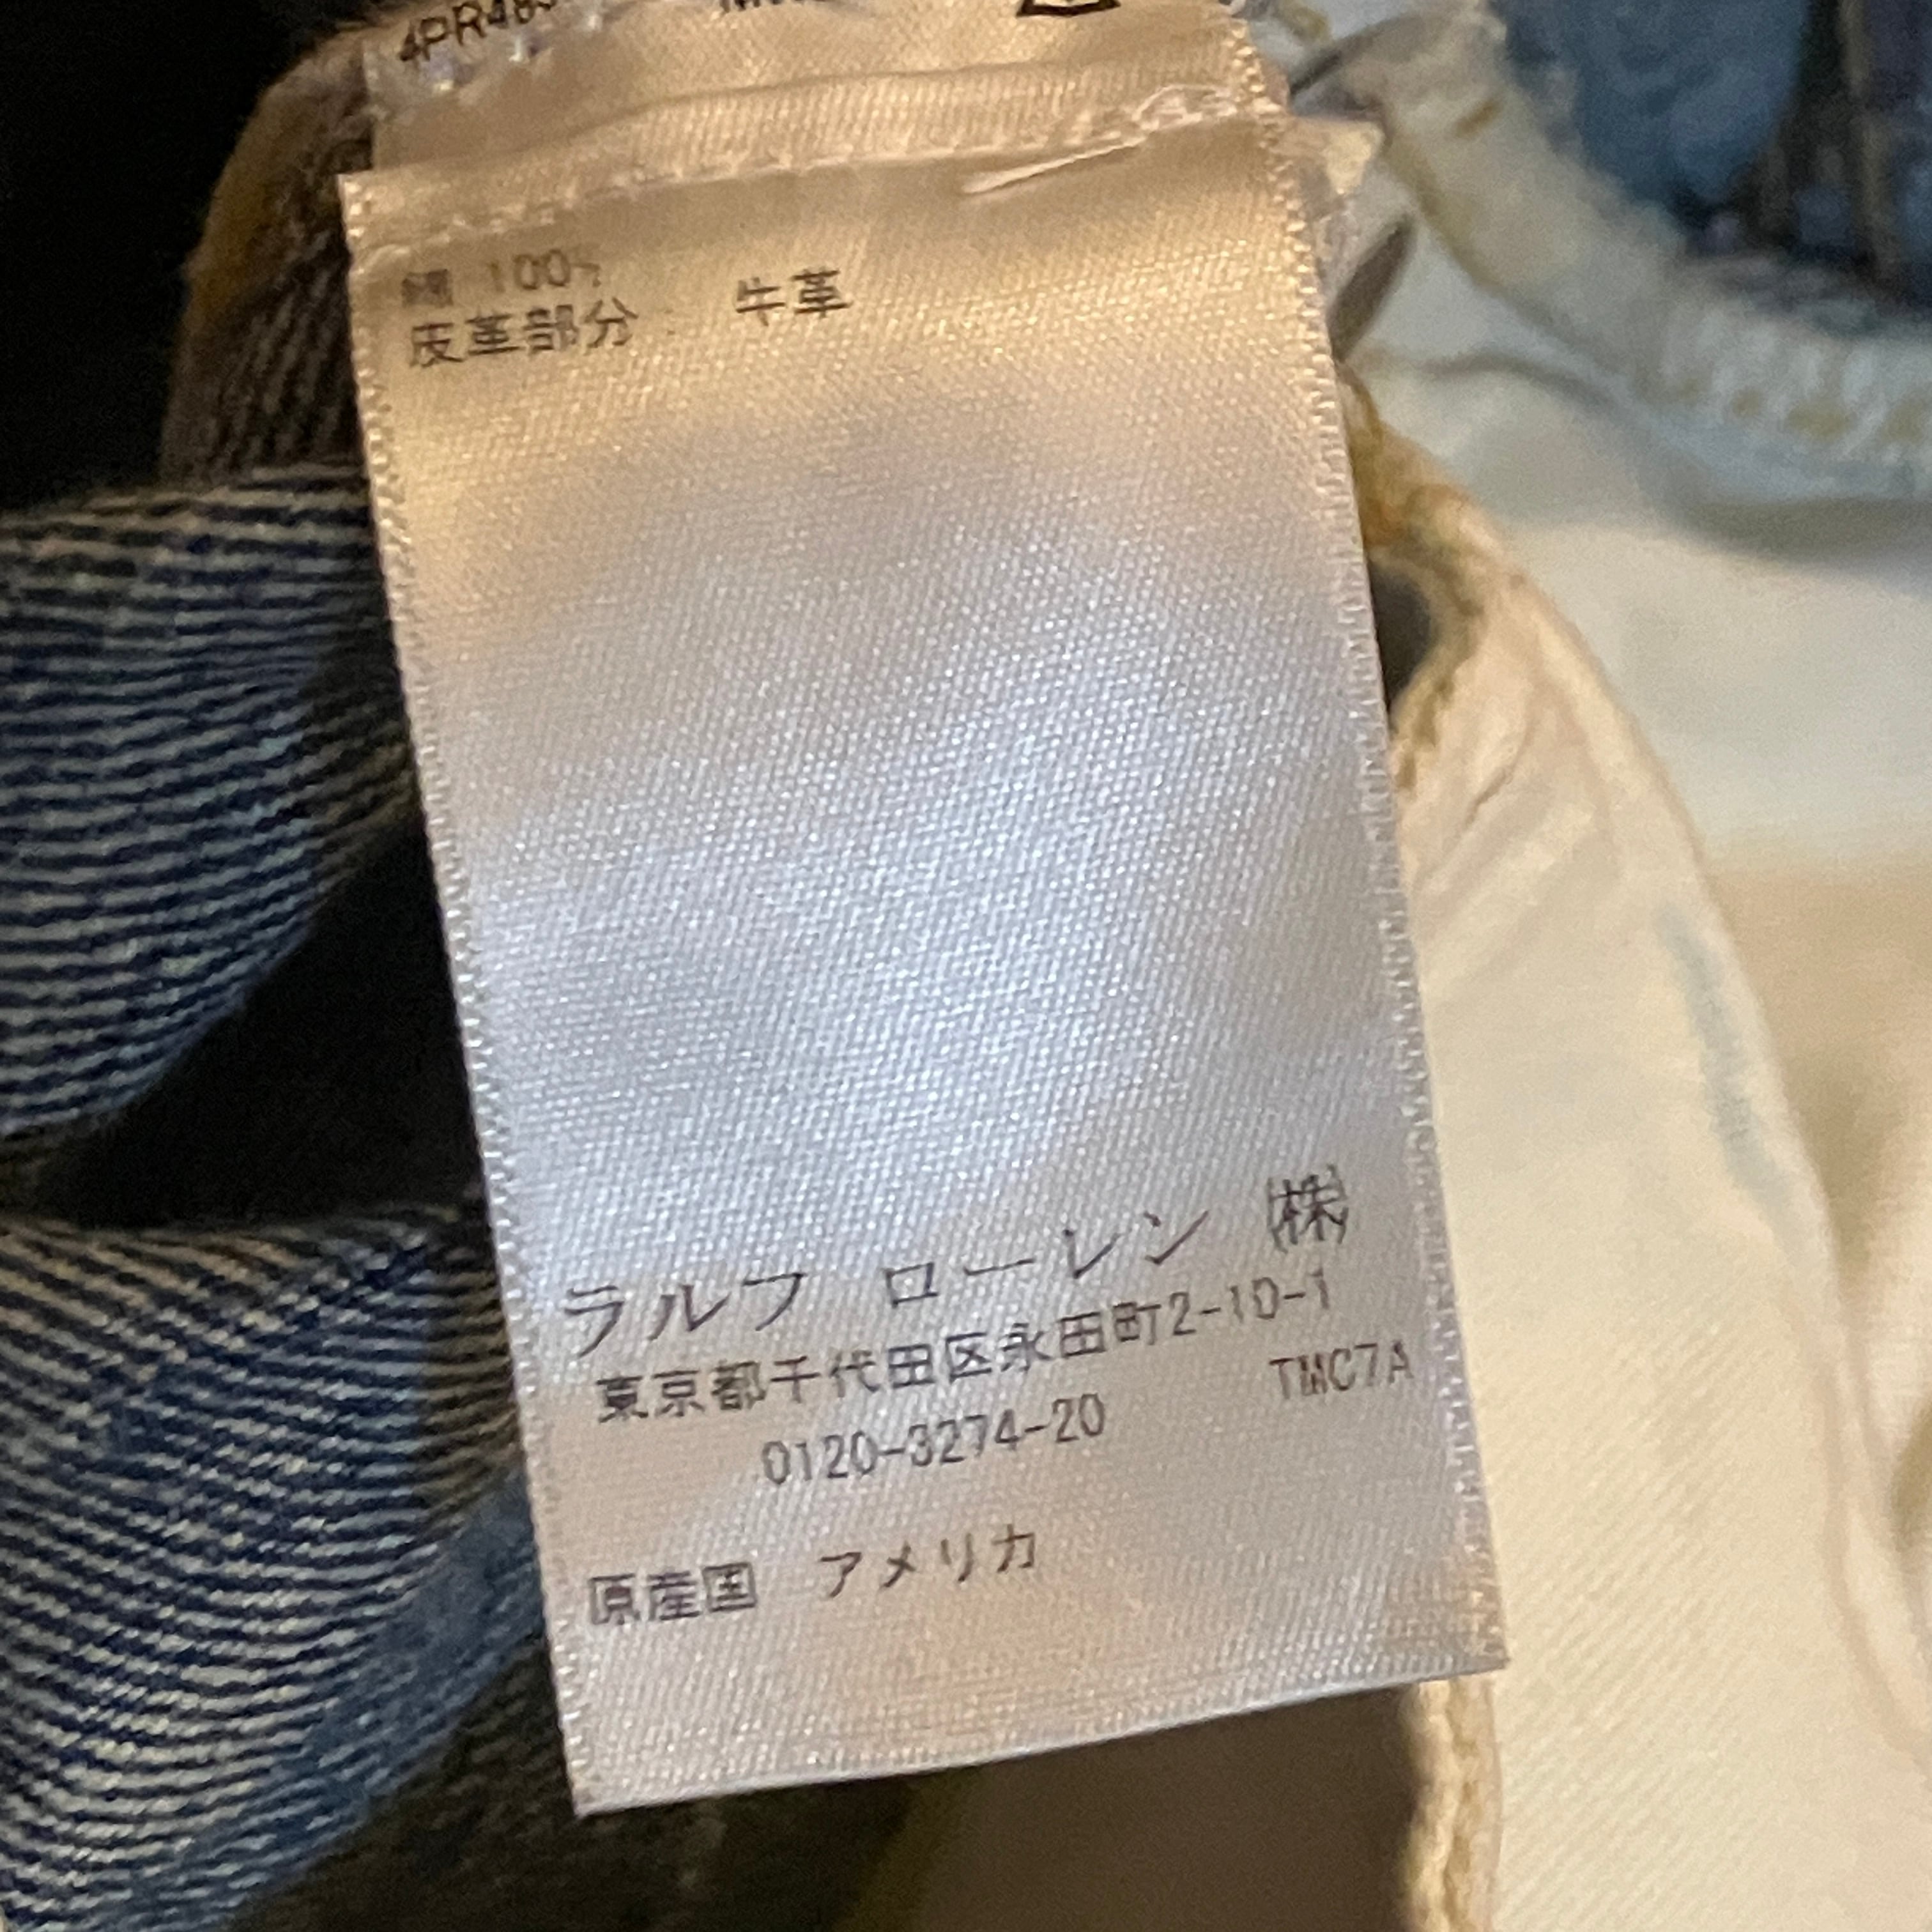 綿 100%
皮革部分 牛革
ラルフ ローレン ㈱
東京都千代田区永田町2-10-1
TMC7A
0120-3274-20
原産国 アメリカ